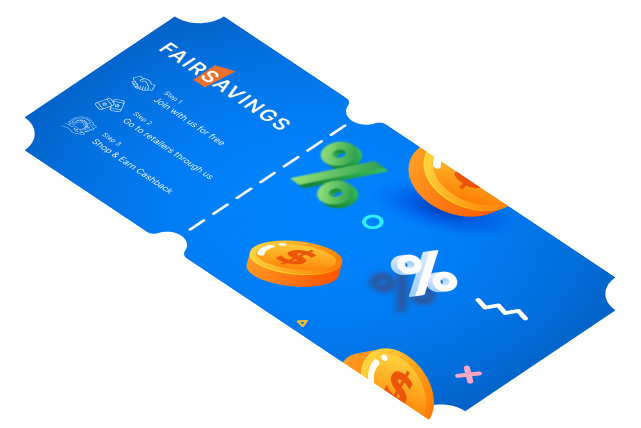 FAIRSAVINGS
Step 1
Join with us for free
Step 2
Go to retailers through us
Step 3
Shop & Earn Cashback
%
$
$
%
$